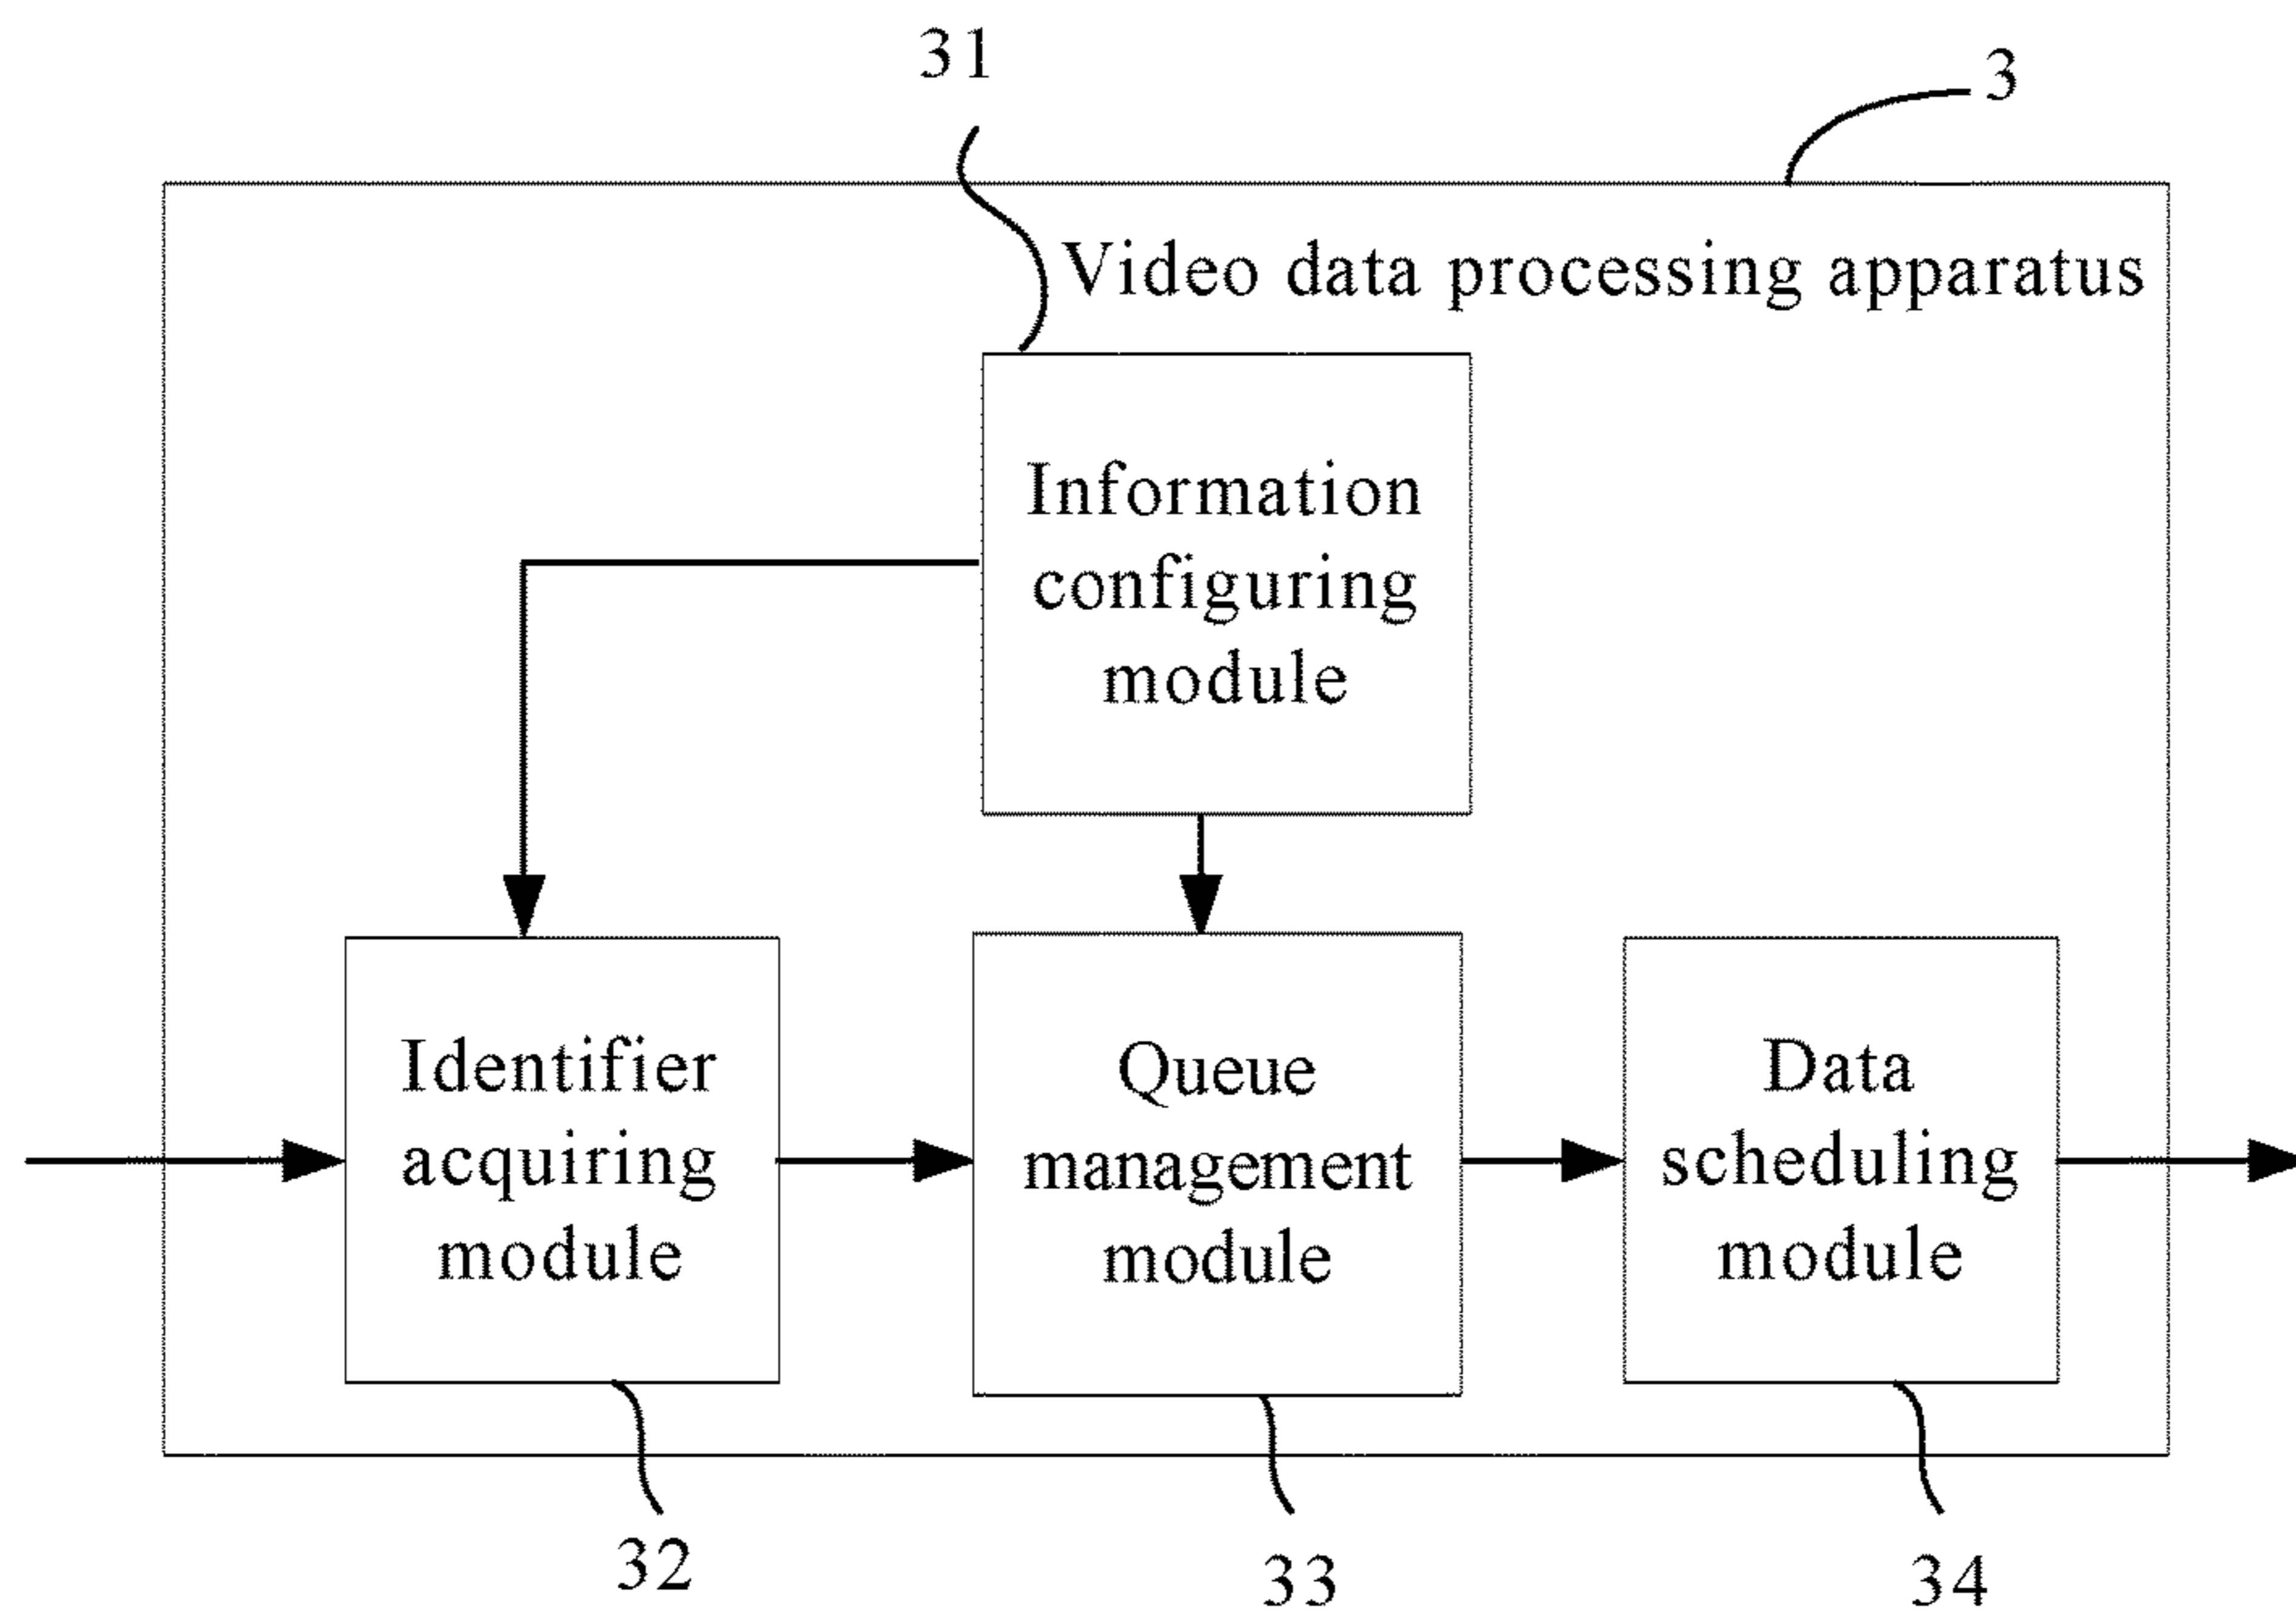 31
3
Video data processing apparatus
Information
configuring
module
Identifier
acquiring
module
Queue
management
module
Data
scheduling
module
32
33
34